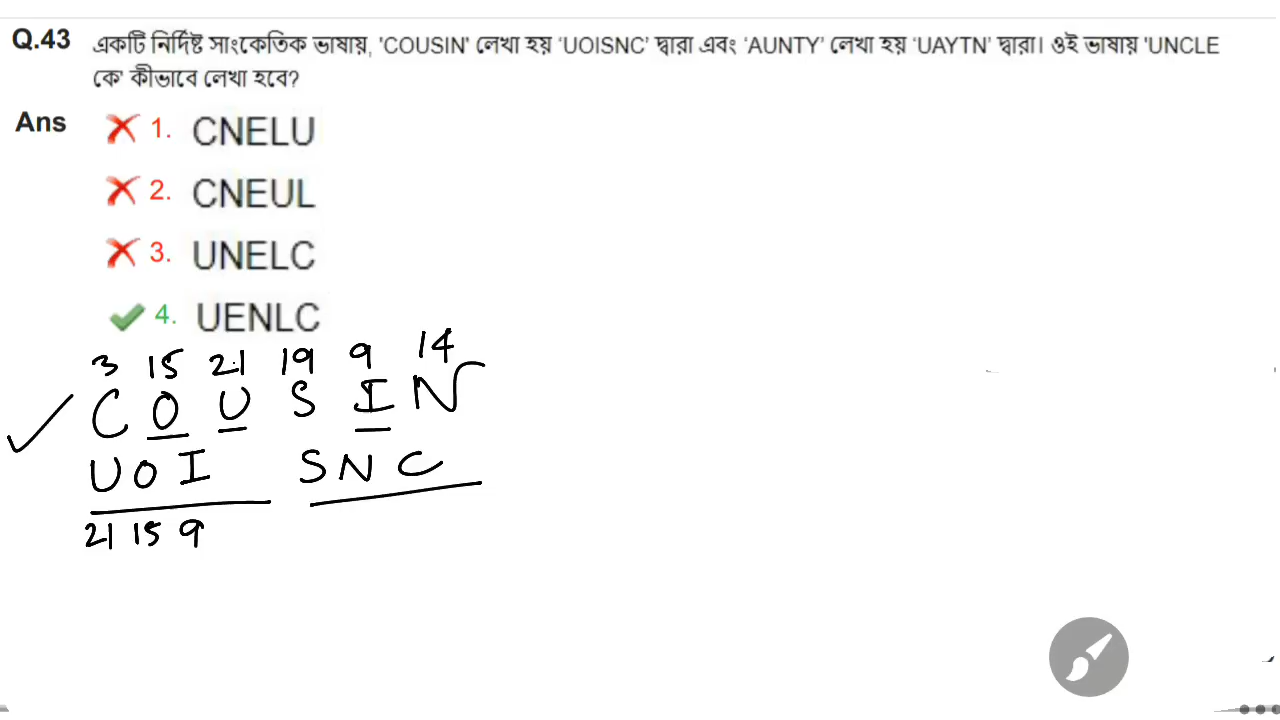 Q.43 একটি নির্দিষ্ট সাংকেতিক ভাষায়, 'COUSIN' লেখা হয় 'UOISNC' দ্বারা এবং 'AUNTY' লেখা হয় 'UAYTN' দ্বারা। ওই ভাষায় 'UNCLE
কে' কীভাবে লেখা হবে?
Ans 1. CNELU
2. CNEUL
3. UNELC
4. UENLC
3 15 21 19 9 14
C O U S I N
U O I S N C
21 15 9